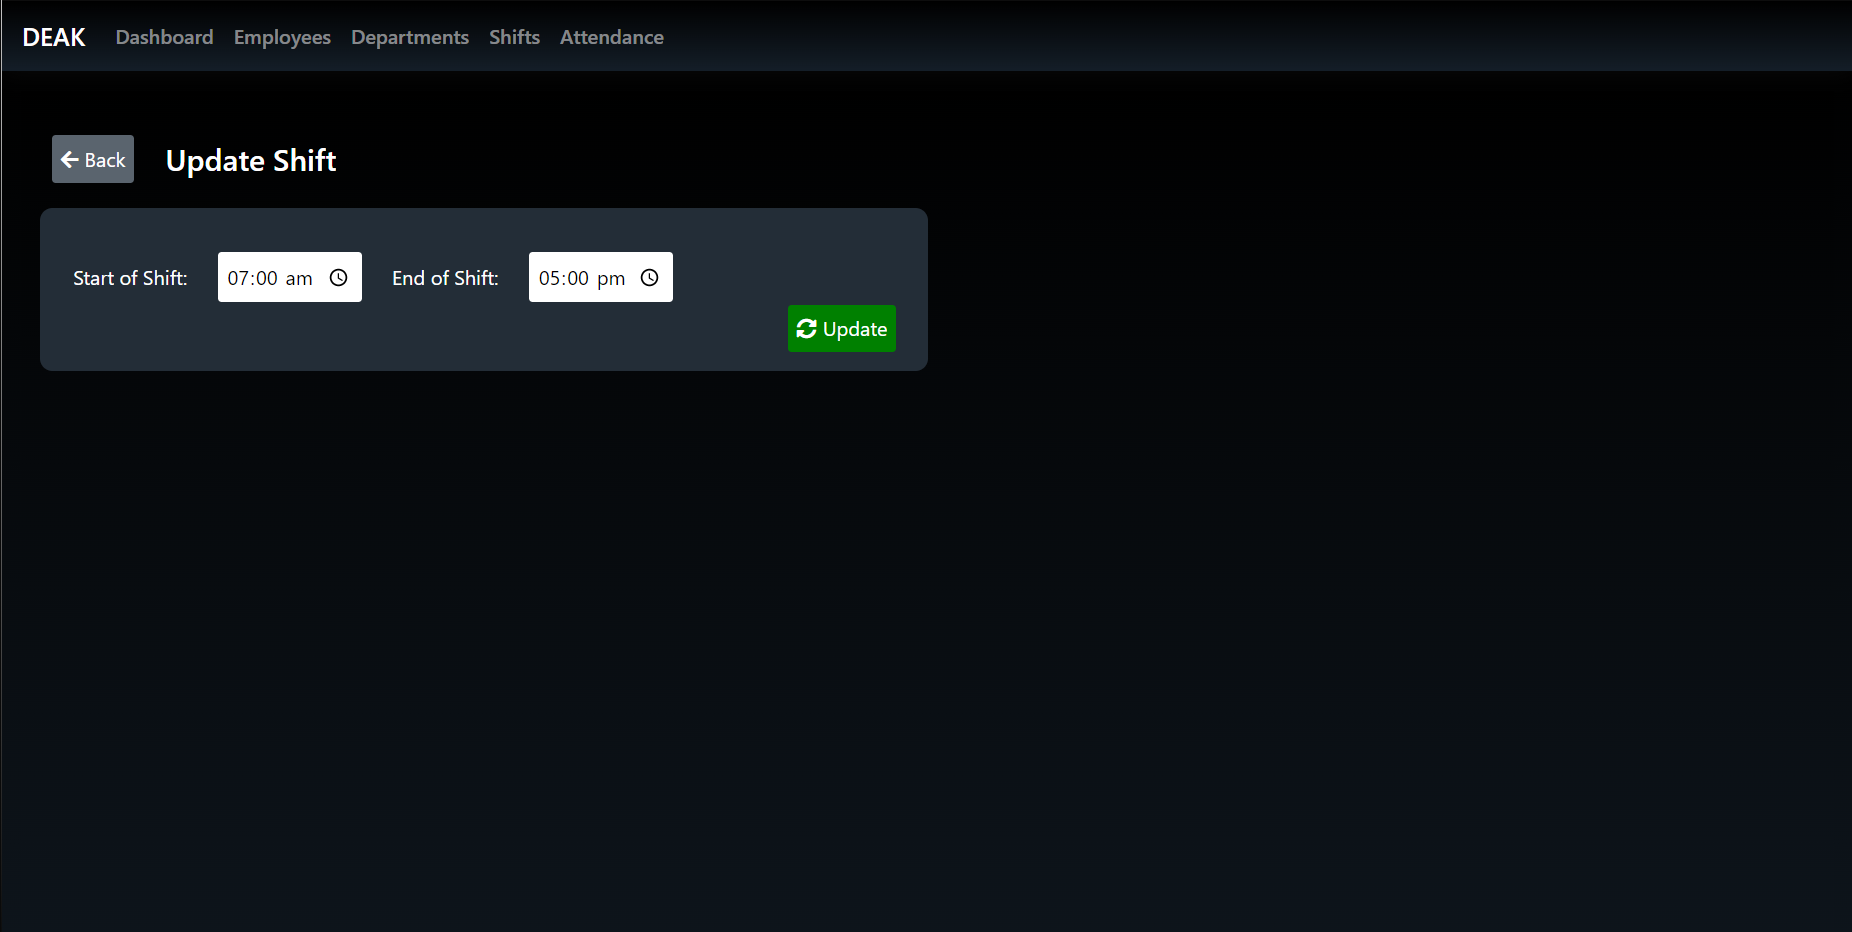 DEAK Dashboard Employees Departments Shifts Attendance
Back Update Shift
Start of Shift: 07:00 am End of Shift: 05:00 pm
Update